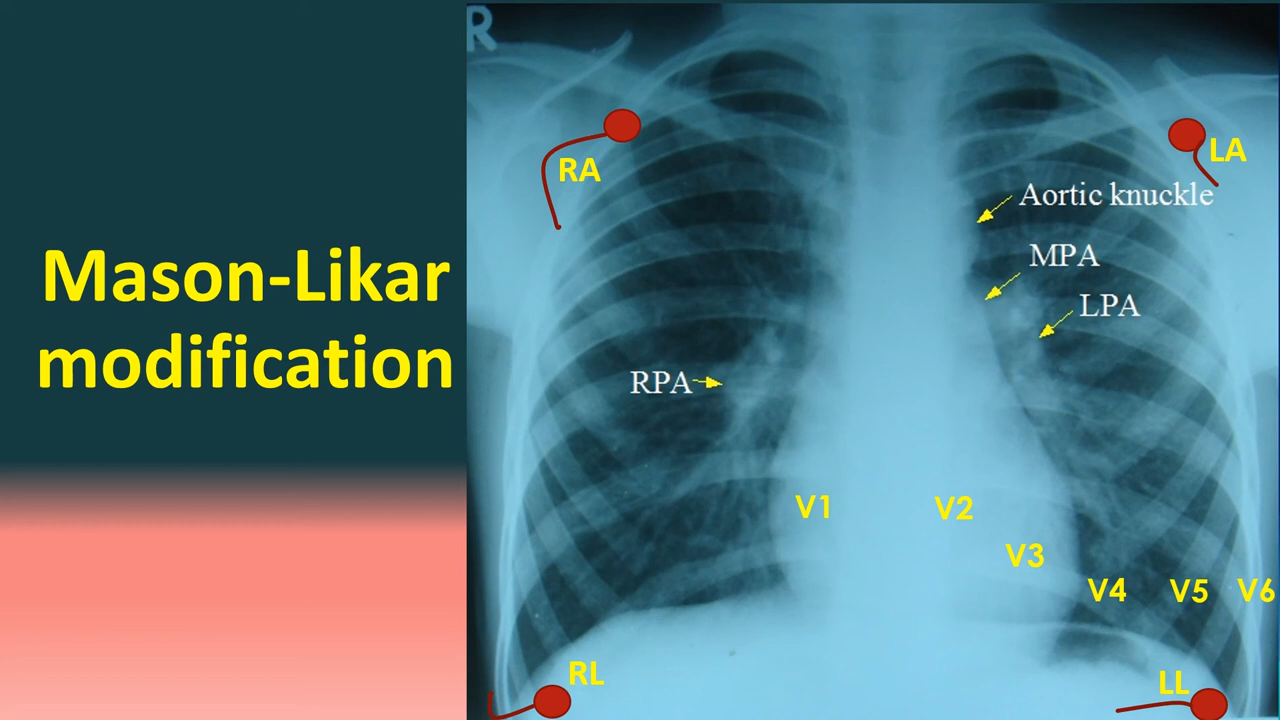 Mason-Likar
modification
R
RA
LA
Aortic knuckle
MPA
LPA
RPA
V1
V2
V3
V4
V5
V6
RL
LL